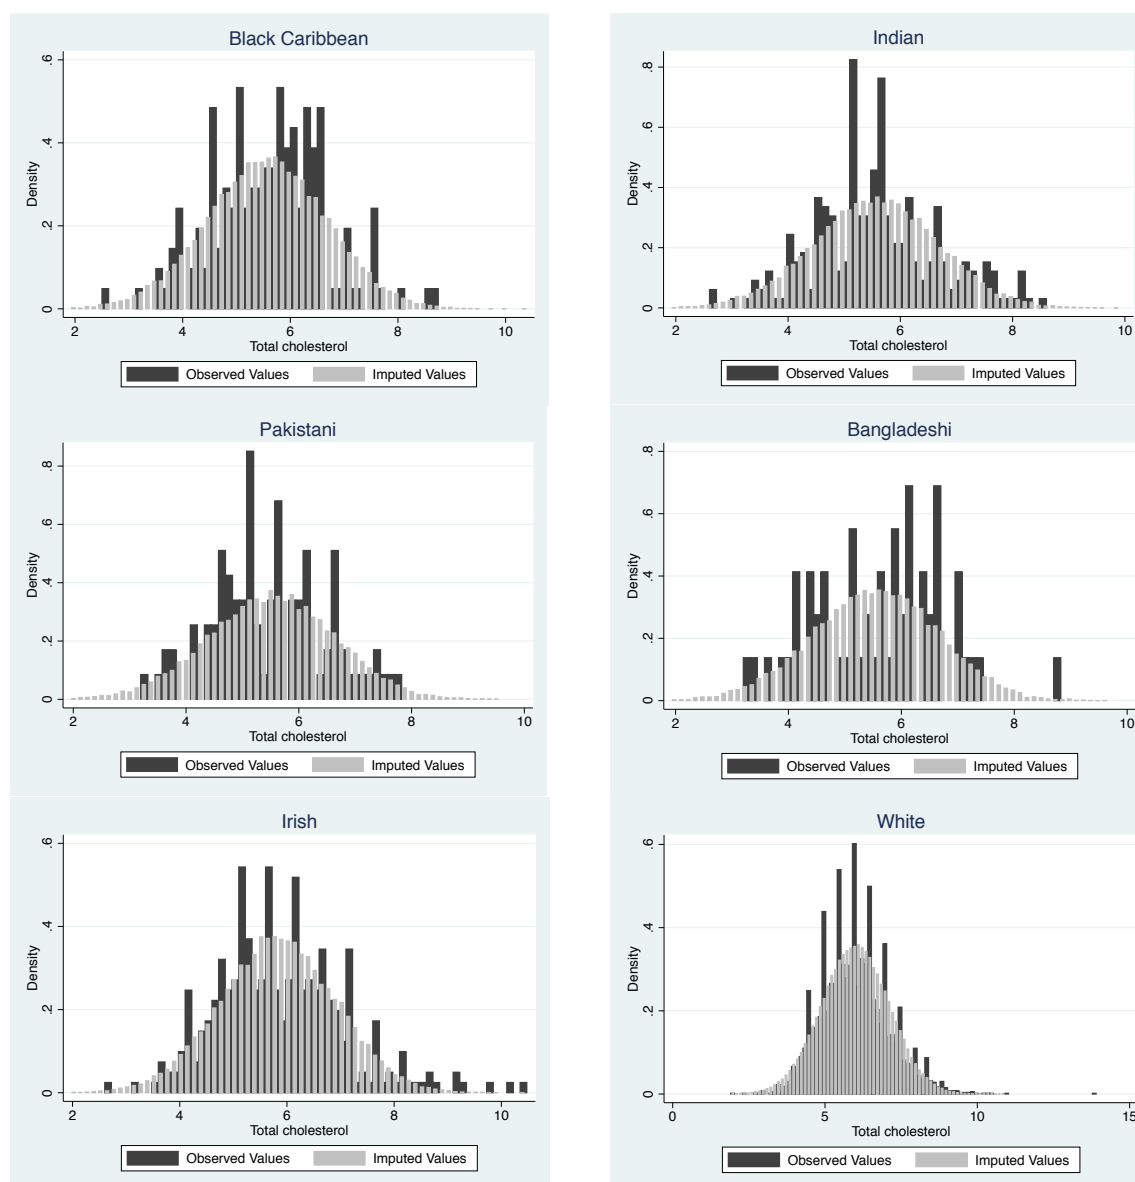 Black Caribbean
.6
.4
.2
0
Density
2 4 6 8 10
Total cholesterol
Observed Values Imputed Values
Indian
.8
.6
.4
.2
0
Density
2 4 6 8 10
Total cholesterol
Observed Values Imputed Values
Pakistani
.8
.6
.4
.2
0
Density
2 4 6 8 10
Total cholesterol
Observed Values Imputed Values
Bangladeshi
.8
.6
.4
.2
0
Density
2 4 6 8 10
Total cholesterol
Observed Values Imputed Values
Irish
.6
.4
.2
0
Density
2 4 6 8 10
Total cholesterol
Observed Values Imputed Values
White
.6
.4
.2
0
Density
0 5 10 15
Total cholesterol
Observed Values Imputed Values